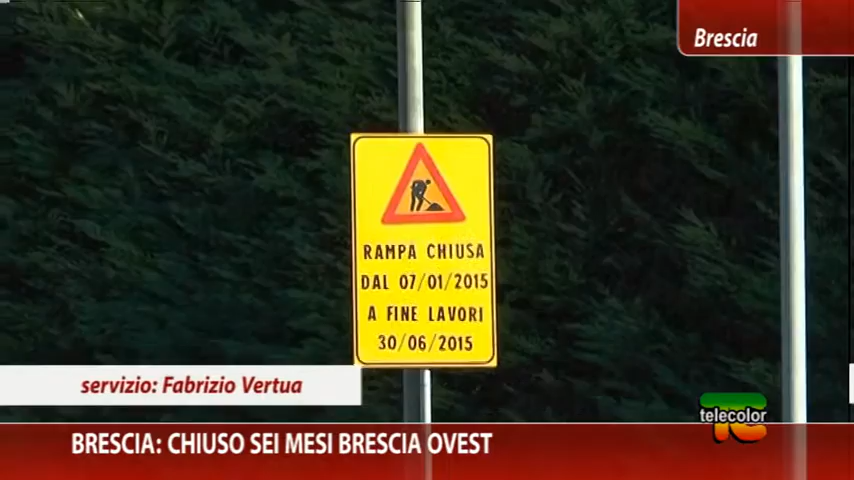 Brescia
RAMPA CHIUSA
DAL 07/01/2015
A FINE LAVORI
30/06/2015
servizio: Fabrizio Vertua
telecolor
TC
BRESCIA: CHIUSO SEI MESI BRESCIA OVEST